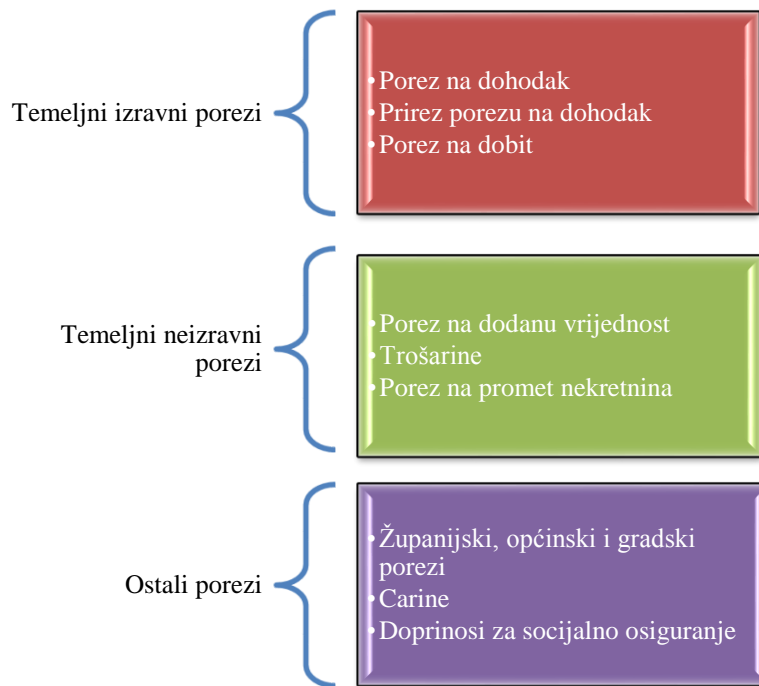 Temeljni izravni porezi
•Porez na dohodak
•Prirez porezu na dohodak
•Porez na dobit
Temeljni neizravni
porezi
•Porez na dodanu vrijednost
•Trošarine
•Porez na promet nekretnina
Ostali porezi
•Županijski, općinski i gradski
porezi
•Carine
•Doprinosi za socijalno osiguranje